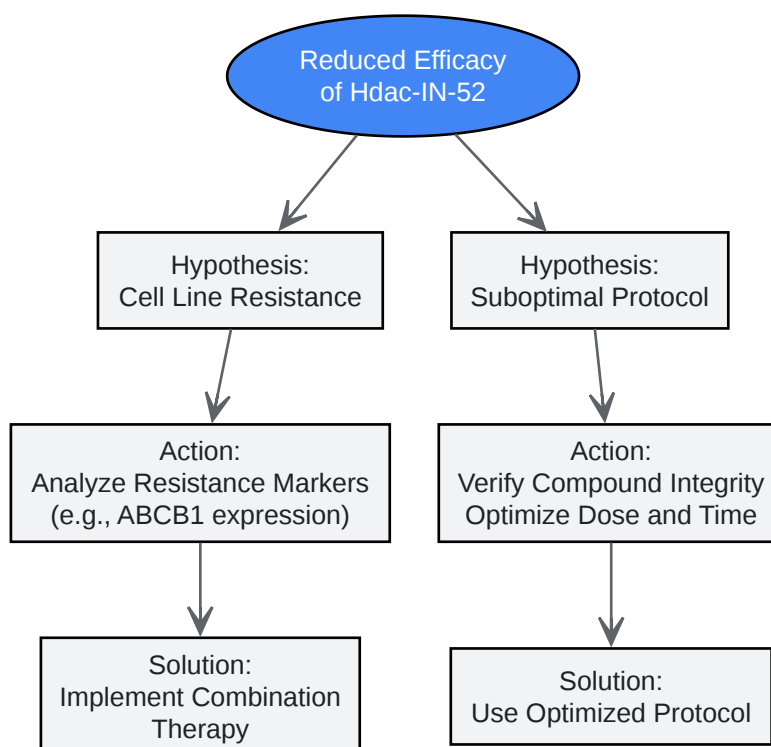 Reduced Efficacy
of Hdac-IN-52
Hypothesis:
Cell Line Resistance
Hypothesis:
Suboptimal Protocol
Action:
Analyze Resistance Markers
(e.g., ABCB1 expression)
Action:
Verify Compound Integrity
Optimize Dose and Time
Solution:
Implement Combination
Therapy
Solution:
Use Optimized Protocol